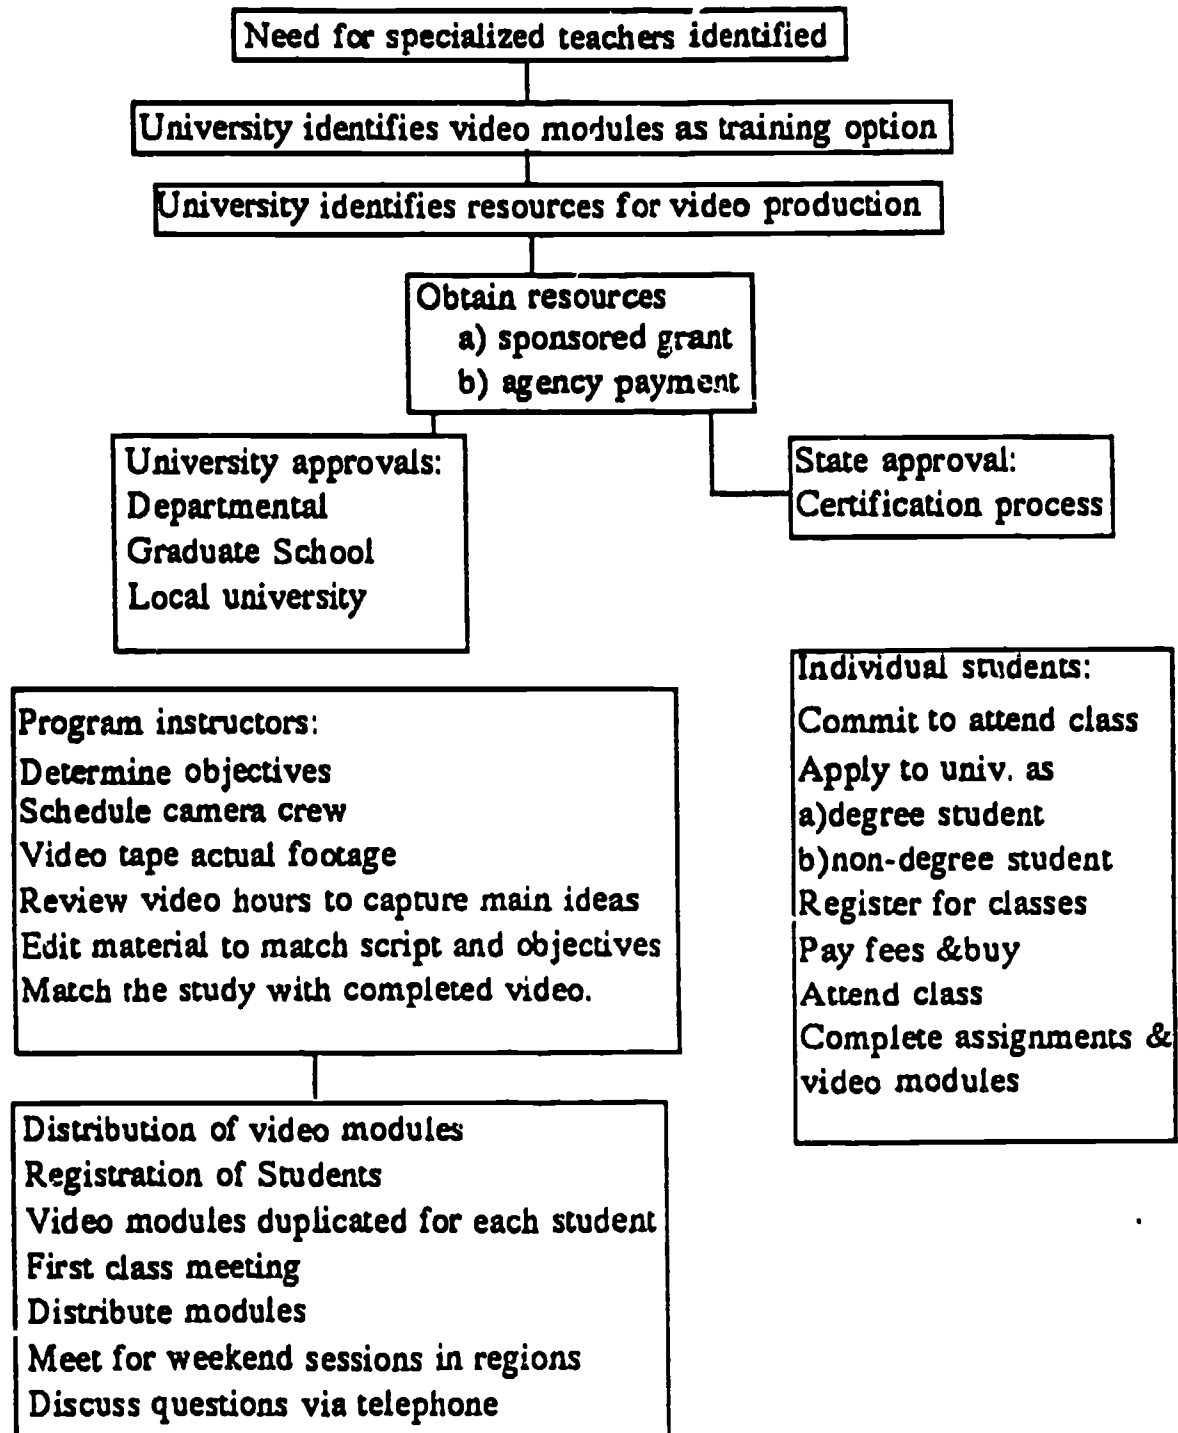 Need for specialized teachers identified
University identifies video modules as training option
University identifies resources for video production
Obtain resources
a) sponsored grant
b) agency payment
University approvals:
Departmental
Graduate School
Local university
State approval:
Certification process
Program instructors:
Determine objectives
Schedule camera crew
Video tape actual footage
Review video hours to capture main ideas
Edit material to match script and objectives
Match the study with completed video.
Individual students:
Commit to attend class
Apply to univ. as
a)degree student
b)non-degree student
Register for classes
Pay fees &buy
Attend class
Complete assignments &
video modules
Distribution of video modules
Registration of Students
Video modules duplicated for each student
First class meeting
Distribute modules
Meet for weekend sessions in regions
Discuss questions via telephone